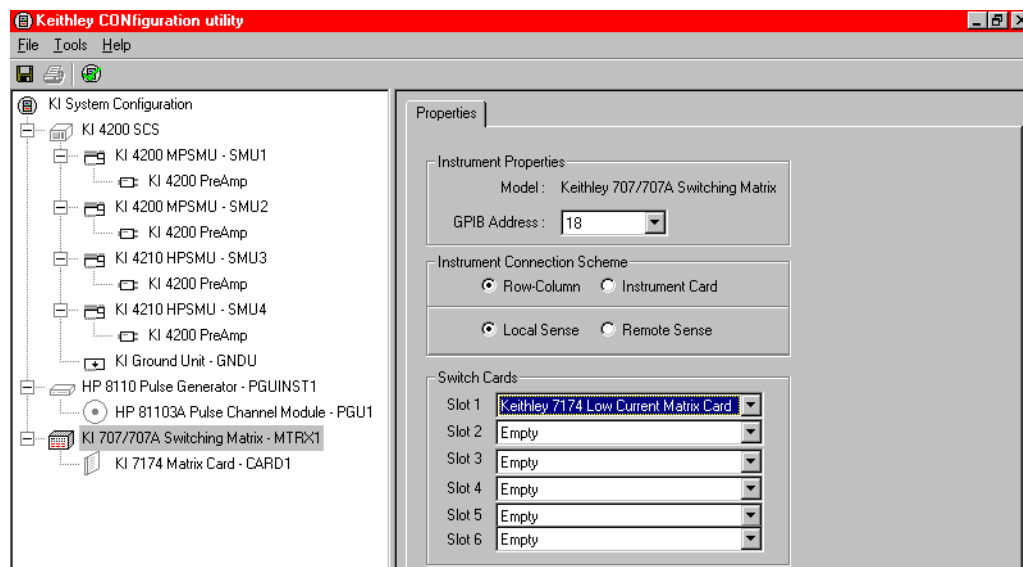 Keithley CONfiguration utility
File Tools Help
KI System Configuration
KI 4200 SCS
KI 4200 MPSMU - SMU1
KI 4200 PreAmp
KI 4200 MPSMU - SMU2
KI 4200 PreAmp
KI 4210 HPSMU - SMU3
KI 4200 PreAmp
KI 4210 HPSMU - SMU4
KI 4200 PreAmp
KI Ground Unit - GNDU
HP 8110 Pulse Generator - PGUINST1
HP 81103A Pulse Channel Module - PGU1
KI 707/707A Switching Matrix - MTRX1
KI 7174 Matrix Card - CARD1
Properties
Instrument Properties
Model : Keithley 707/707A Switching Matrix
GPIB Address : 18
Instrument Connection Scheme
Row-Column Instrument Card
Local Sense Remote Sense
Switch Cards
Slot 1 Keithley 7174 Low Current Matrix Card
Slot 2 Empty
Slot 3 Empty
Slot 4 Empty
Slot 5 Empty
Slot 6 Empty